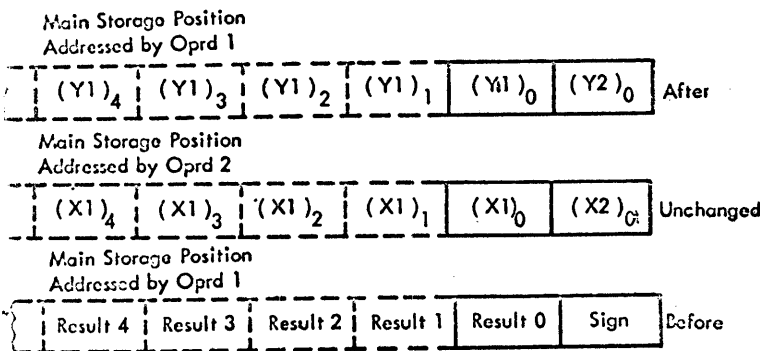 Main Storage Position
Addressed by Oprd 1
(Y1)4 (Y1)3 (Y1)2 (Y1)1 (Y1)0 (Y2)0 After
Main Storage Position
Addressed by Oprd 2
(X1)4 (X1)3 (X1)2 (X1)1 (X1)0 (X2)0 Unchanged
Main Storage Position
Addressed by Oprd 1
Result 4 Result 3 Result 2 Result 1 Result 0 Sign Before